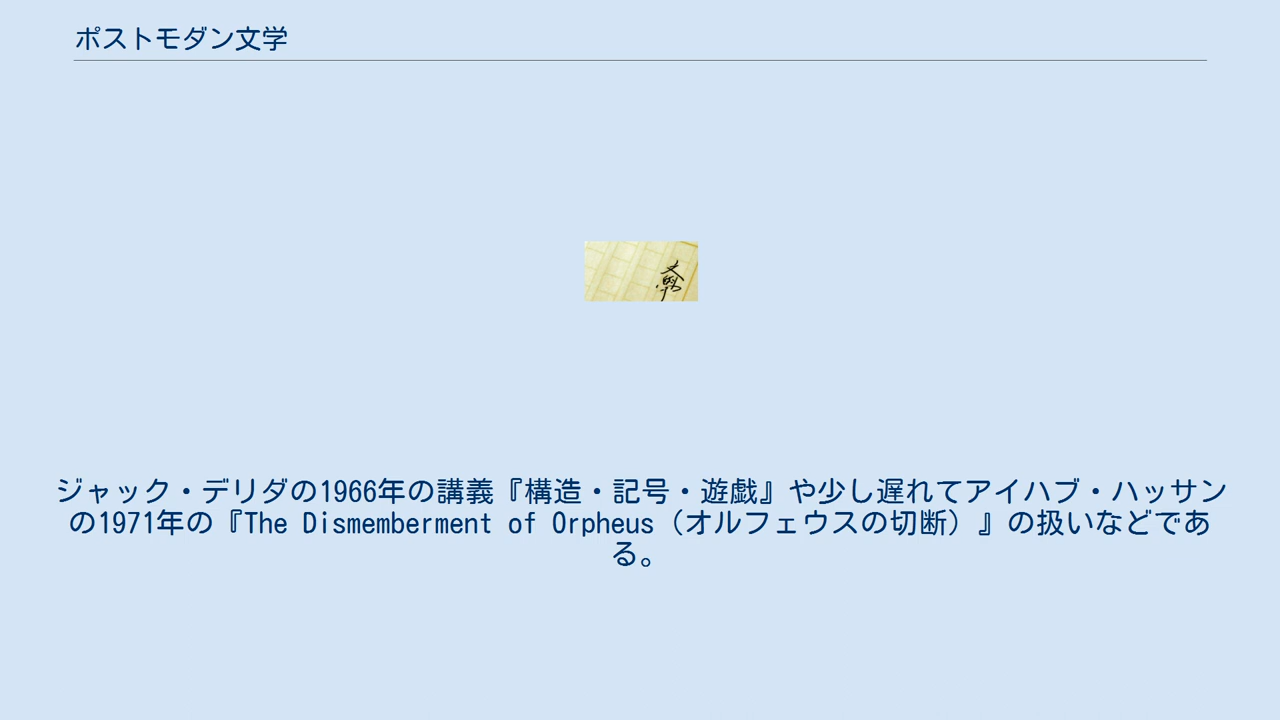 ポストモダン文学
文学
ジャック・デリダの1966年の講義『構造・記号・遊戯』や少し遅れてアイハブ・ハッサン
の1971年の『The Dismemberment of Orpheus（オルフェウスの切断）』の扱いなどであ
る。